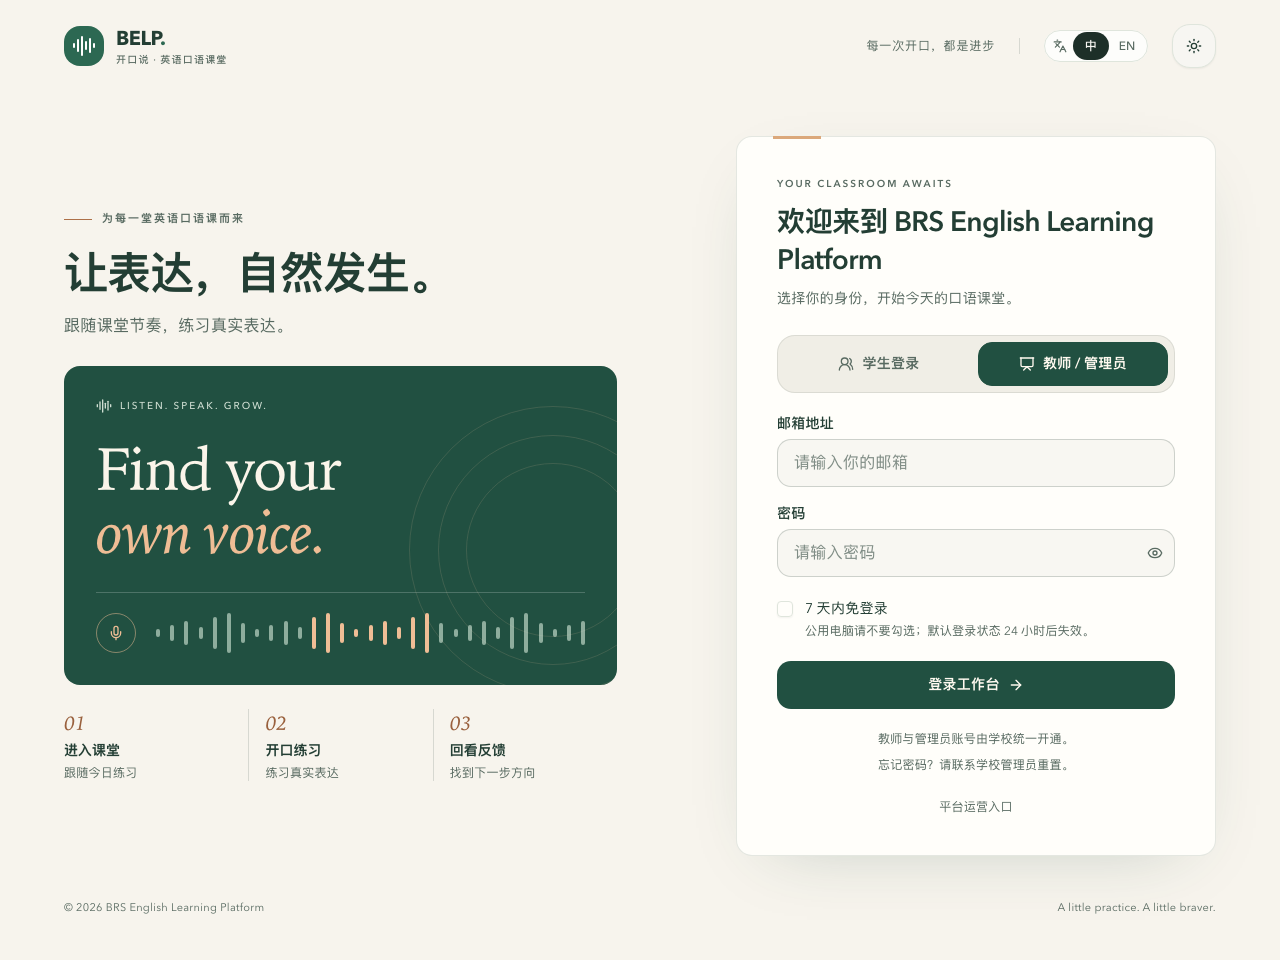 BELP.
开口说 · 英语口语课堂
每一次开口，都是进步
中
EN
为每一堂英语口语课而来
让表达，自然发生。
跟随课堂节奏，练习真实表达。
LISTEN. SPEAK. GROW.
Find your
own voice.
01
进入课堂
跟随今日练习
02
开口练习
练习真实表达
03
回看反馈
找到下一步方向
YOUR CLASSROOM AWAITS
欢迎来到 BRS English Learning
Platform
选择你的身份，开始今天的口语课堂。
学生登录
教师 / 管理员
邮箱地址
请输入你的邮箱
密码
请输入密码
7 天内免登录
公用电脑请不要勾选；默认登录状态 24 小时后失效。
登录工作台
教师与管理员账号由学校统一开通。
忘记密码？请联系学校管理员重置。
平台运营入口
© 2026 BRS English Learning Platform
A little practice. A little braver.